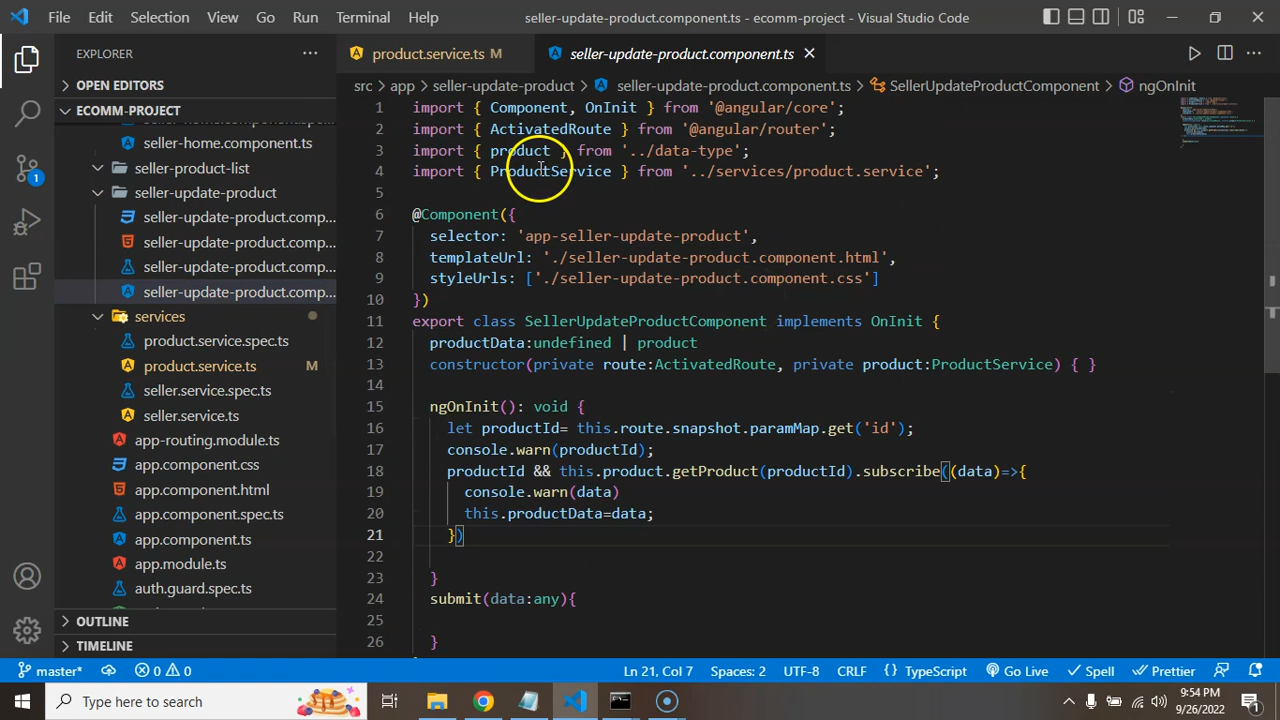 File Edit Selection View Go Run Terminal Help
seller-update-product.component.ts - ecomm-project - Visual Studio Code
EXPLORER
OPEN EDITORS
ECOMM-PROJECT
seller-home.component.ts
seller-product-list
seller-update-product
seller-update-product.comp...
seller-update-product.comp...
seller-update-product.comp...
seller-update-product.comp...
services
product.service.spec.ts
product.service.ts M
seller.service.spec.ts
seller.service.ts
app-routing.module.ts
app.component.css
app.component.html
app.component.spec.ts
app.component.ts
app.module.ts
auth.guard.spec.ts
OUTLINE
TIMELINE
1
product.service.ts M
seller-update-product.component.ts
src > app > seller-update-product > seller-update-product.component.ts > SellerUpdateProductComponent > ngOnInit
1 import { Component, OnInit } from '@angular/core';
2 import { ActivatedRoute } from '@angular/router';
3 import { product } from '../data-type';
4 import { ProductService } from '../services/product.service';
5
6 @Component({
7 selector: 'app-seller-update-product',
8 templateUrl: './seller-update-product.component.html',
9 styleUrls: ['./seller-update-product.component.css']
10 })
11 export class SellerUpdateProductComponent implements OnInit {
12 productData:undefined | product
13 constructor(private route:ActivatedRoute, private product:ProductService) { }
14
15 ngOnInit(): void {
16 let productId= this.route.snapshot.paramMap.get('id');
17 console.warn(productId);
18 productId && this.product.getProduct(productId).subscribe((data)=>{
19 console.warn(data)
20 this.productData=data;
21 })
22
23 }
24 submit(data:any){
25
26 }
master* 0 0 Ln 21, Col 7 Spaces: 2 UTF-8 CRLF { } TypeScript Go Live Spell Prettier
Type here to search
9:54 PM
9/26/2022
1